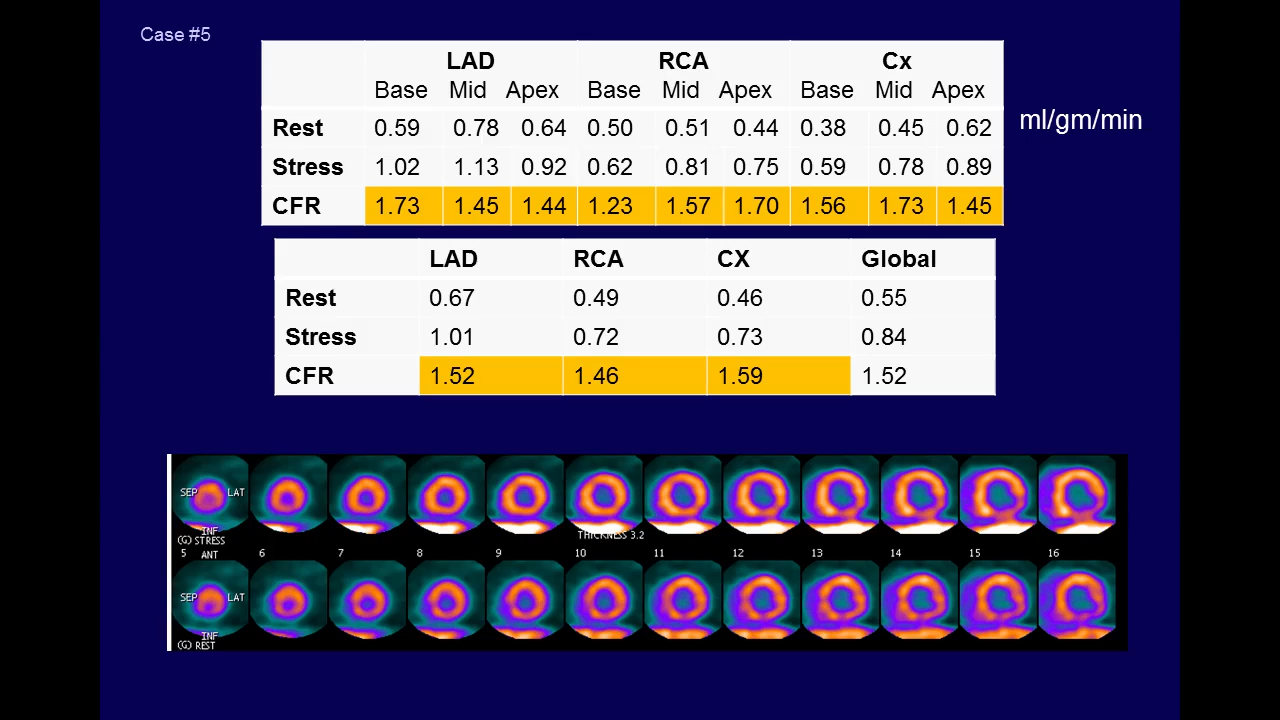 Case #5
LAD RCA Cx
Base Mid Apex Base Mid Apex Base Mid Apex
ml/gm/min
Rest 0.59 0.78 0.64 0.50 0.51 0.44 0.38 0.45 0.62
Stress 1.02 1.13 0.92 0.62 0.81 0.75 0.59 0.78 0.89
CFR 1.73 1.45 1.44 1.23 1.57 1.70 1.56 1.73 1.45
LAD RCA CX Global
Rest 0.67 0.49 0.46 0.55
Stress 1.01 0.72 0.73 0.84
CFR 1.52 1.46 1.59 1.52
SEP LAT
INF
(G) STRESS THICKNESS 3.2
5 ANT 6 7 8 9 10 11 12 13 14 15 16
SEP LAT
INF
(G) REST